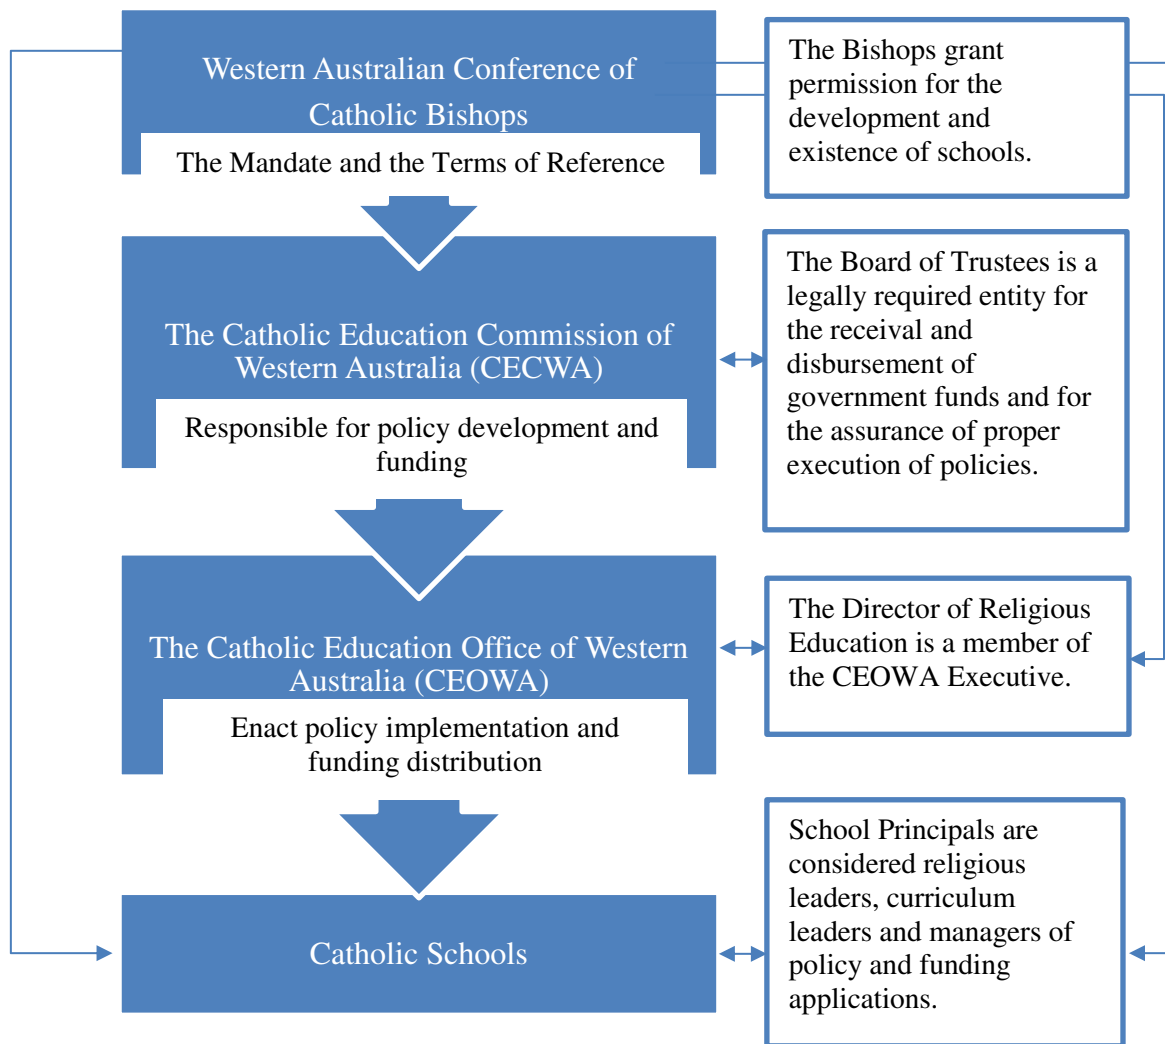 Western Australian Conference of
Catholic Bishops
The Mandate and the Terms of Reference
The Bishops grant
permission for the
development and
existence of schools.
The Catholic Education Commission of
Western Australia (CECWA)
Responsible for policy development and
funding
The Board of Trustees is a
legally required entity for
the receival and
disbursement of
government funds and for
the assurance of proper
execution of policies.
The Catholic Education Office of Western
Australia (CEOWA)
Enact policy implementation and
funding distribution
The Director of Religious
Education is a member of
the CEOWA Executive.
Catholic Schools
School Principals are
considered religious
leaders, curriculum
leaders and managers of
policy and funding
applications.